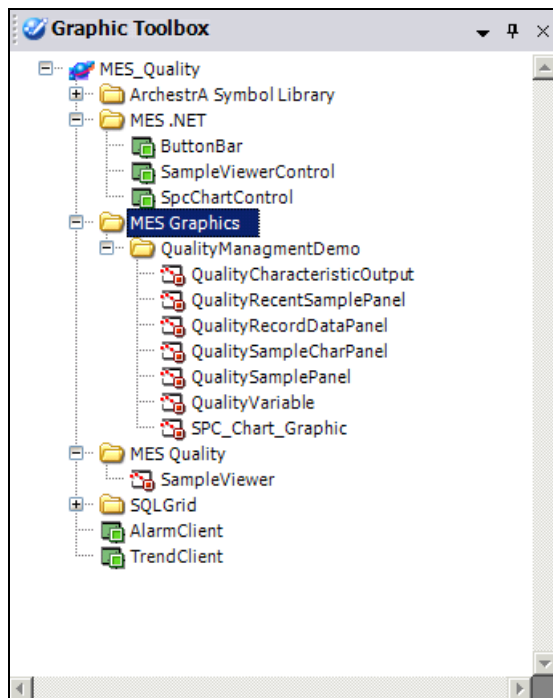 Graphic Toolbox
MES_Quality
ArchestrA Symbol Library
MES .NET
ButtonBar
SampleViewerControl
SpcChartControl
MES Graphics
QualityManagmentDemo
QualityCharacteristicOutput
QualityRecentSamplePanel
QualityRecordDataPanel
QualitySampleCharPanel
QualitySamplePanel
QualityVariable
SPC_Chart_Graphic
MES Quality
SampleViewer
SQLGrid
AlarmClient
TrendClient